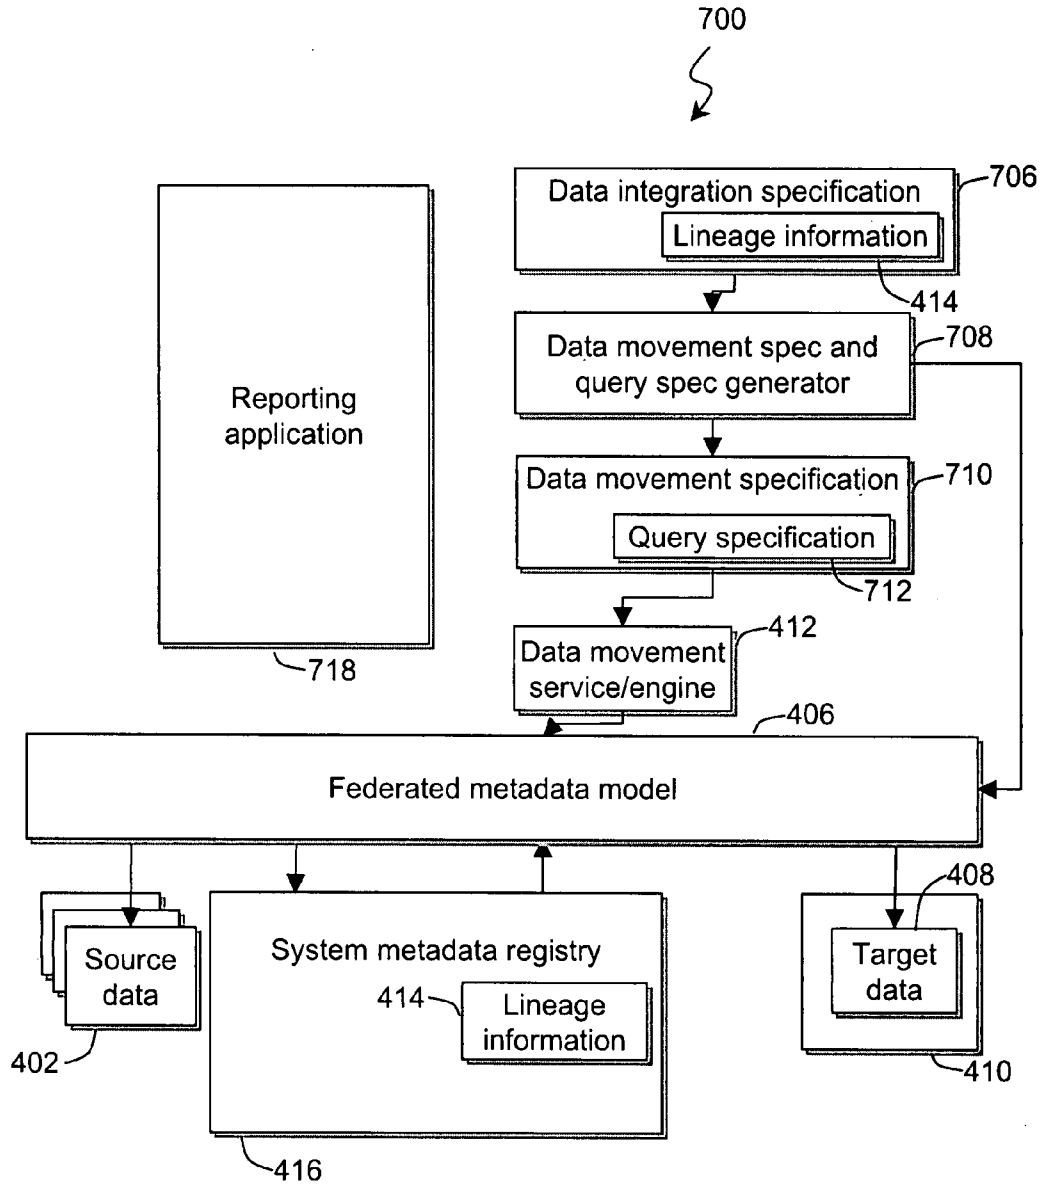 700
Data integration specification
706
Lineage information
414
Data movement spec and
query spec generator
708
Reporting
application
718
Data movement specification
710
Query specification
712
Data movement
service/engine
412
406
Federated metadata model
Source
data
402
System metadata registry
414
Lineage
information
416
408
Target
data
410